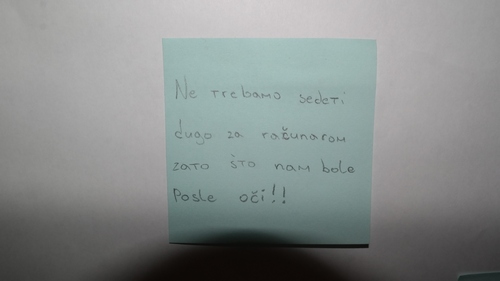 Ne trebamo sedeti
dugo za računarom
zato što nam bole
Posle oči!!